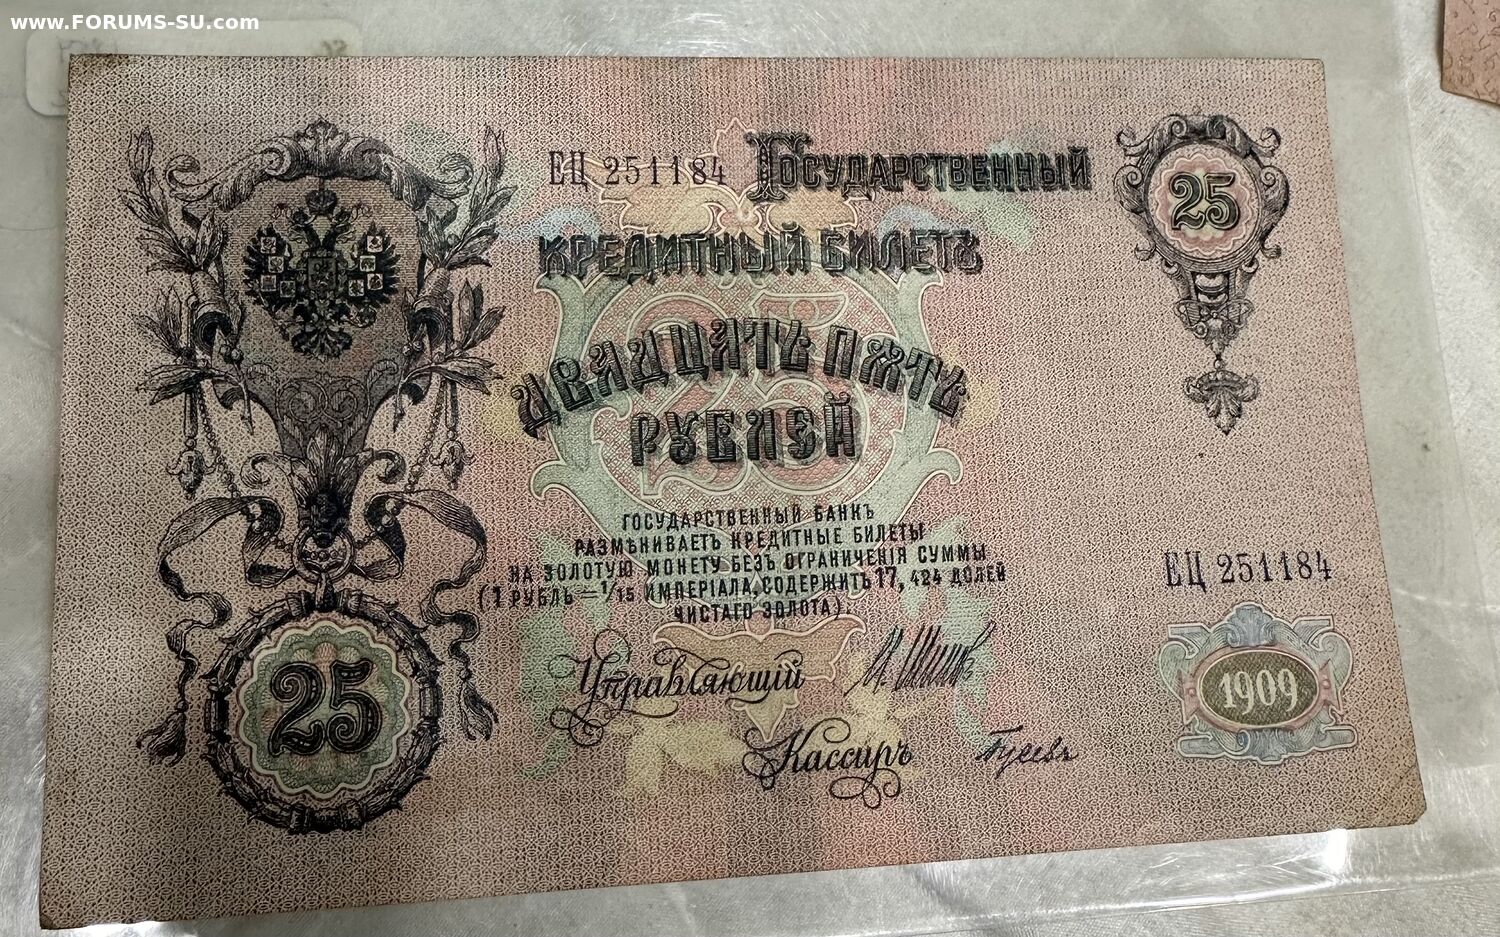 www.FORUMS-SU.com
ЕЦ 251184 Государственный
25
Кредитный билетъ
25
Двадцать пять
рублей
ГОСУДАРСТВЕННЫЙ БАНКЪ
РАЗМѢНИВАЕТЪ КРЕДИТНЫЕ БИЛЕТЫ
НА ЗОЛОТУЮ МОНЕТУ БЕЗЪ ОГРАНИЧЕНІЯ СУММЫ
(1 РУБЛЬ = 1/15 ИМПЕРІАЛА, СОДЕРЖИТЪ 17,424 ДОЛЕЙ
ЧИСТАГО ЗОЛОТА).
ЕЦ 251184
Управляющій
И Шипов
25
1909
Кассиръ
Гусевъ